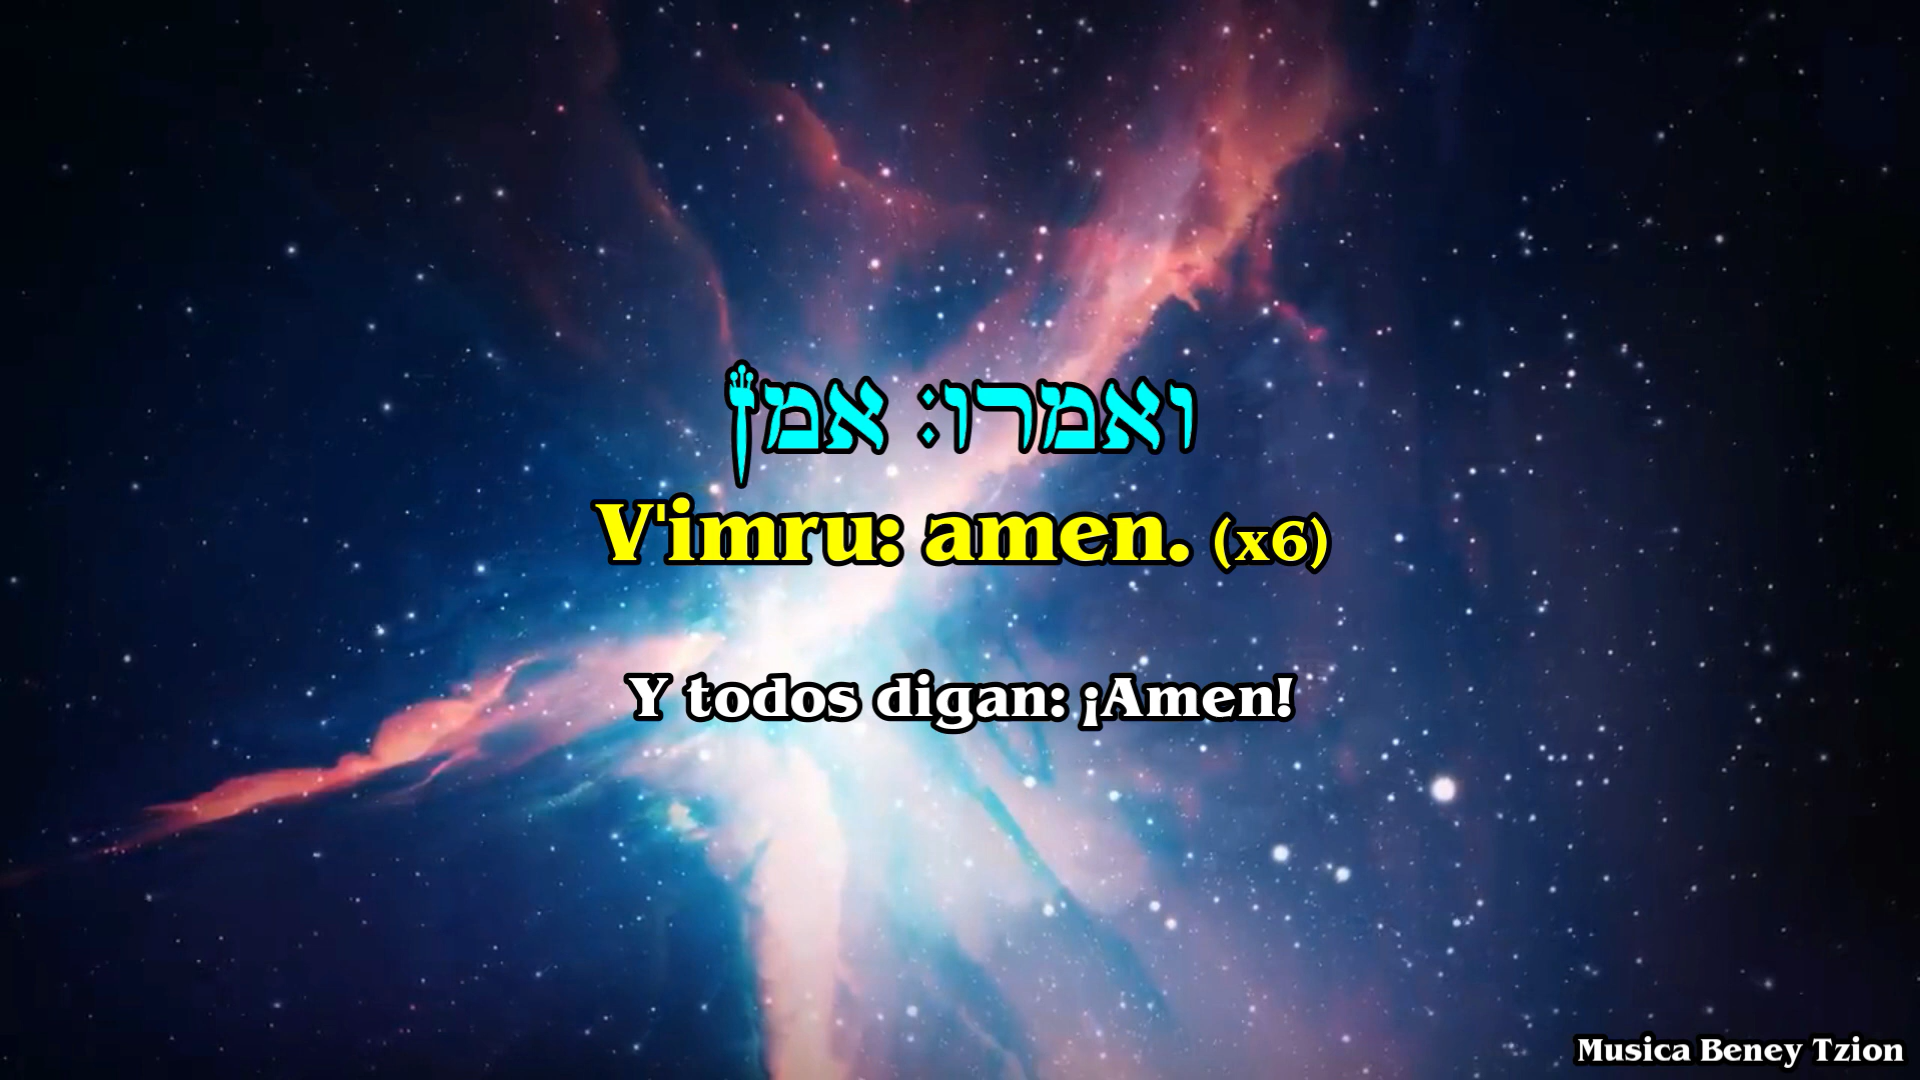 ואמרו: אמן
V'imru: amen. (x6)
Y todos digan: ¡Amen!
Musica Beney Tzion